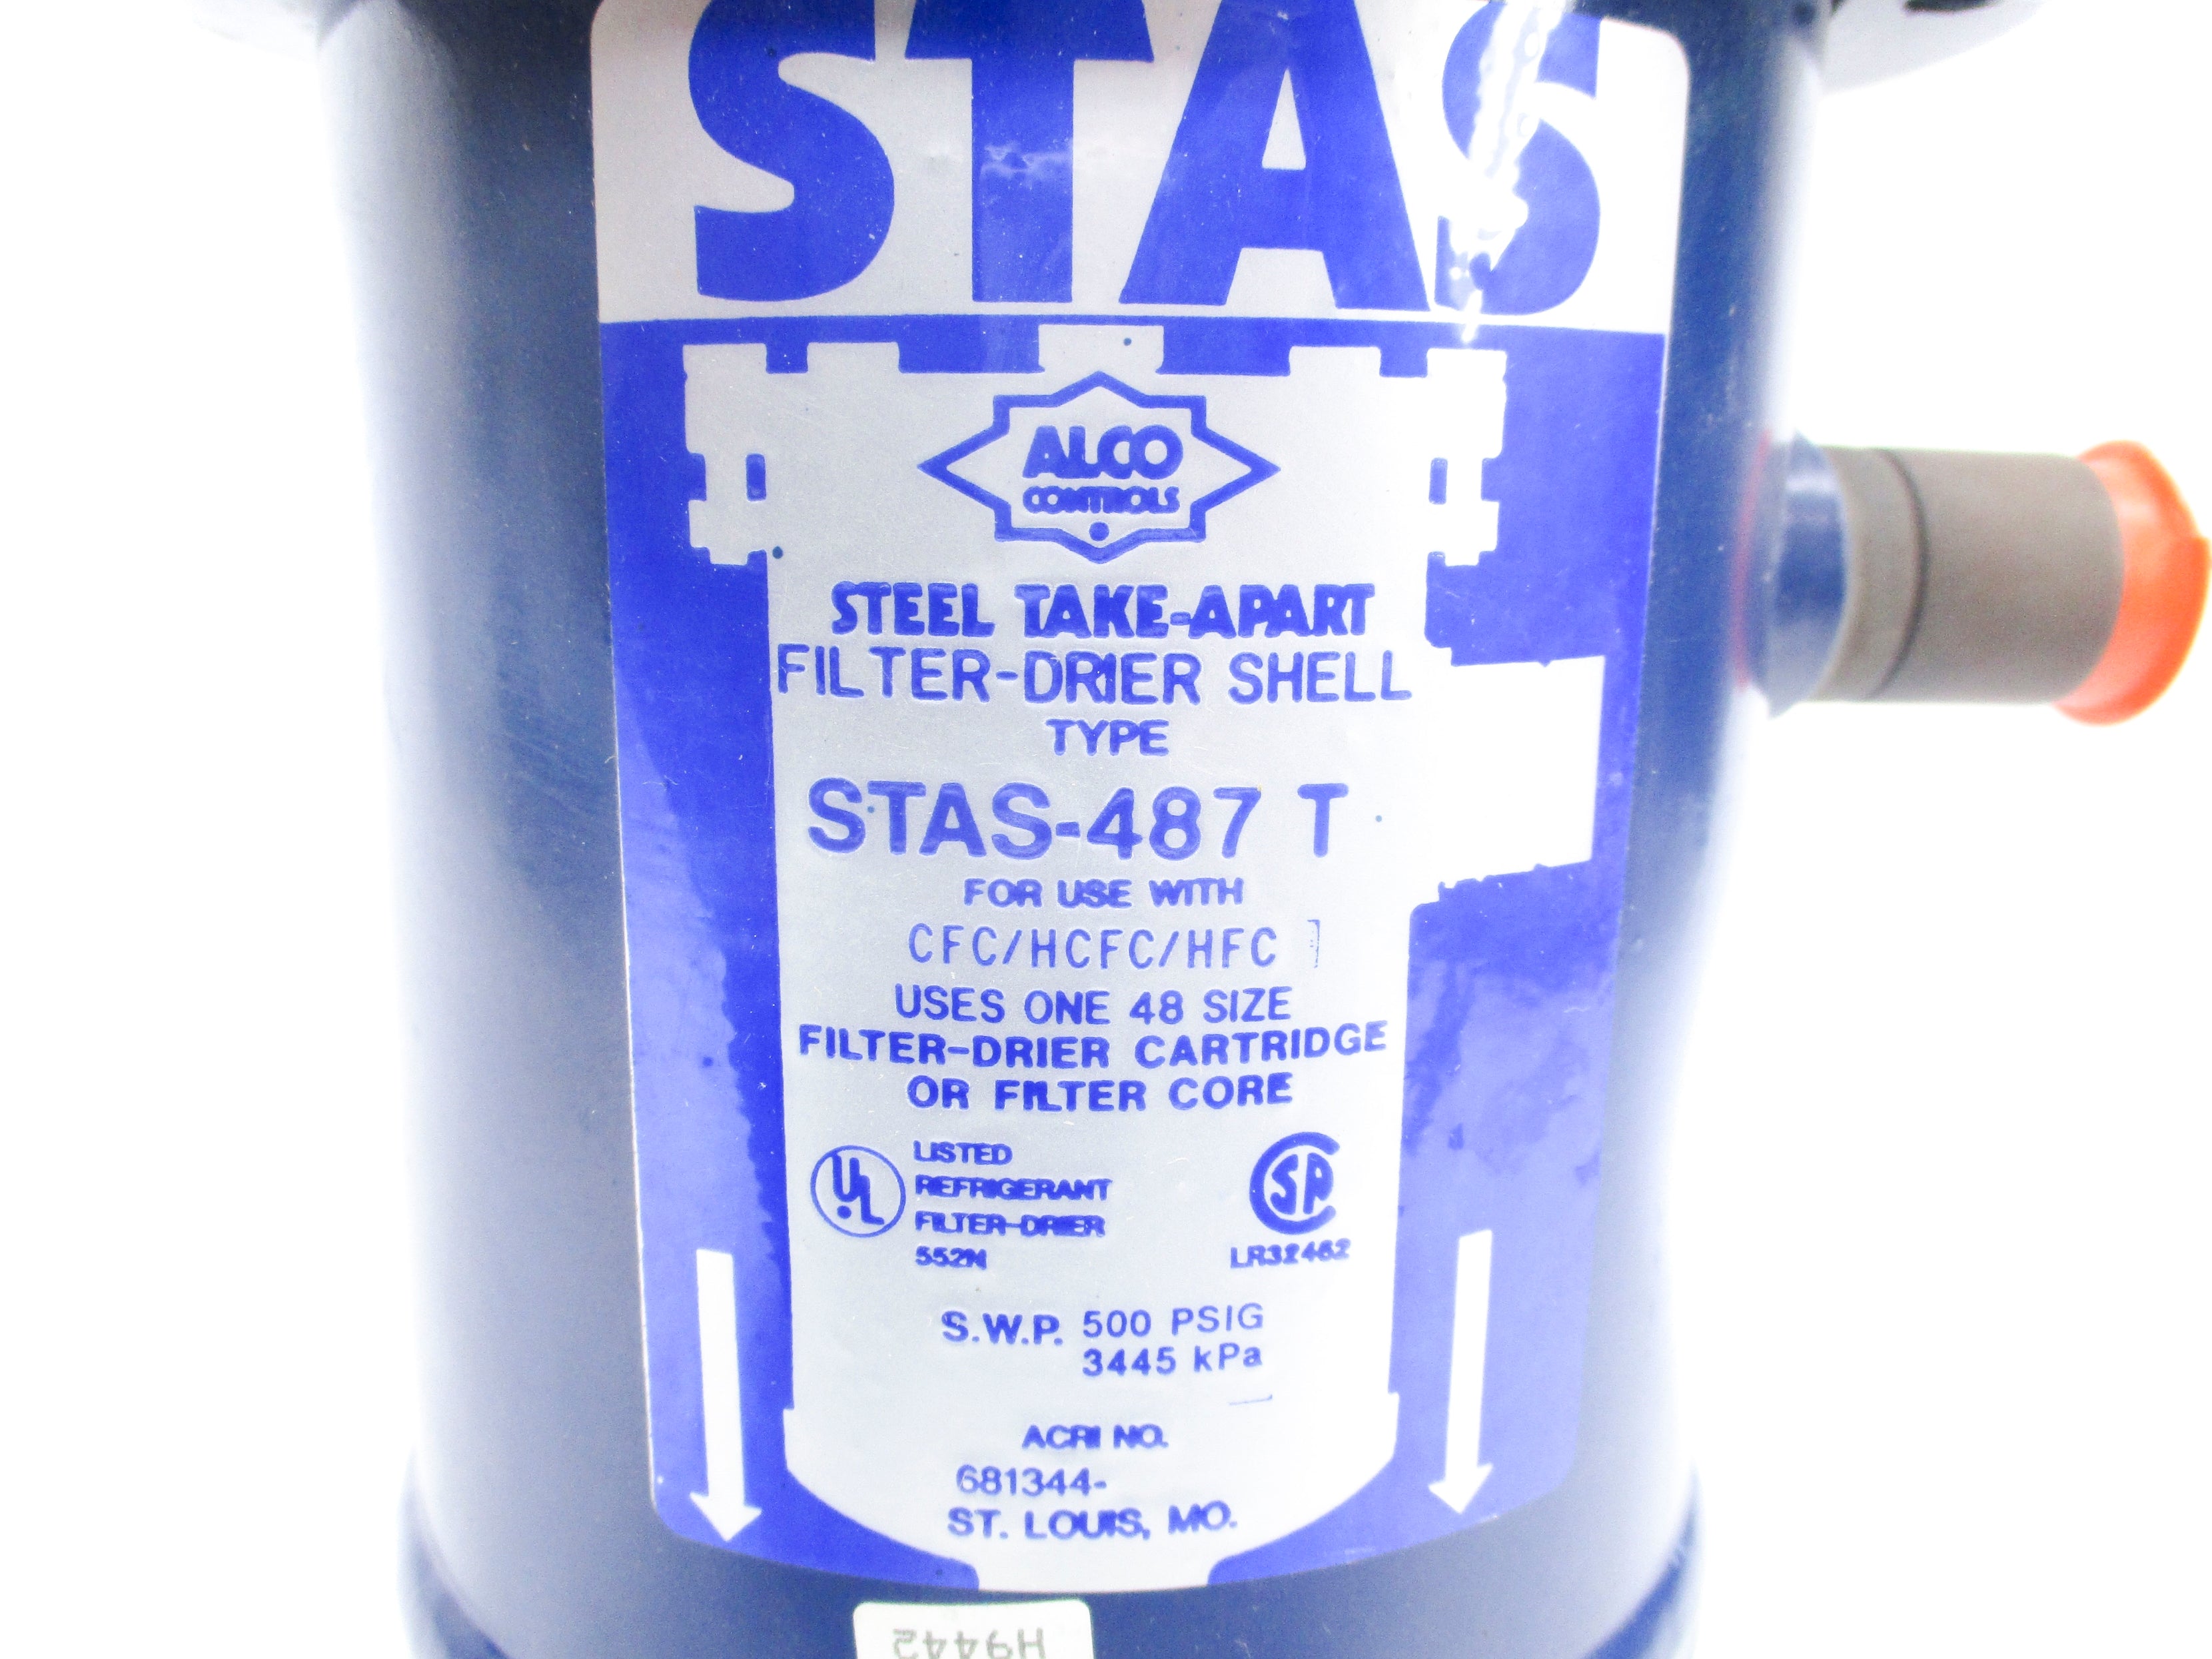 STAS
ALCO
CONTROLS
STEEL TAKE-APART
FILTER-DRIER SHELL
TYPE
STAS-487 T
FOR USE WITH
CFC/HCFC/HFC
USES ONE 48 SIZE
FILTER-DRIER CARTRIDGE
OR FILTER CORE
UL LISTED
REFRIGERANT
FILTER-DRIER
552N
SA
LR32462
S.W.P. 500 PSIG
3445 kPa
ACRI NO.
681344-
ST. LOUIS, MO.
H9442